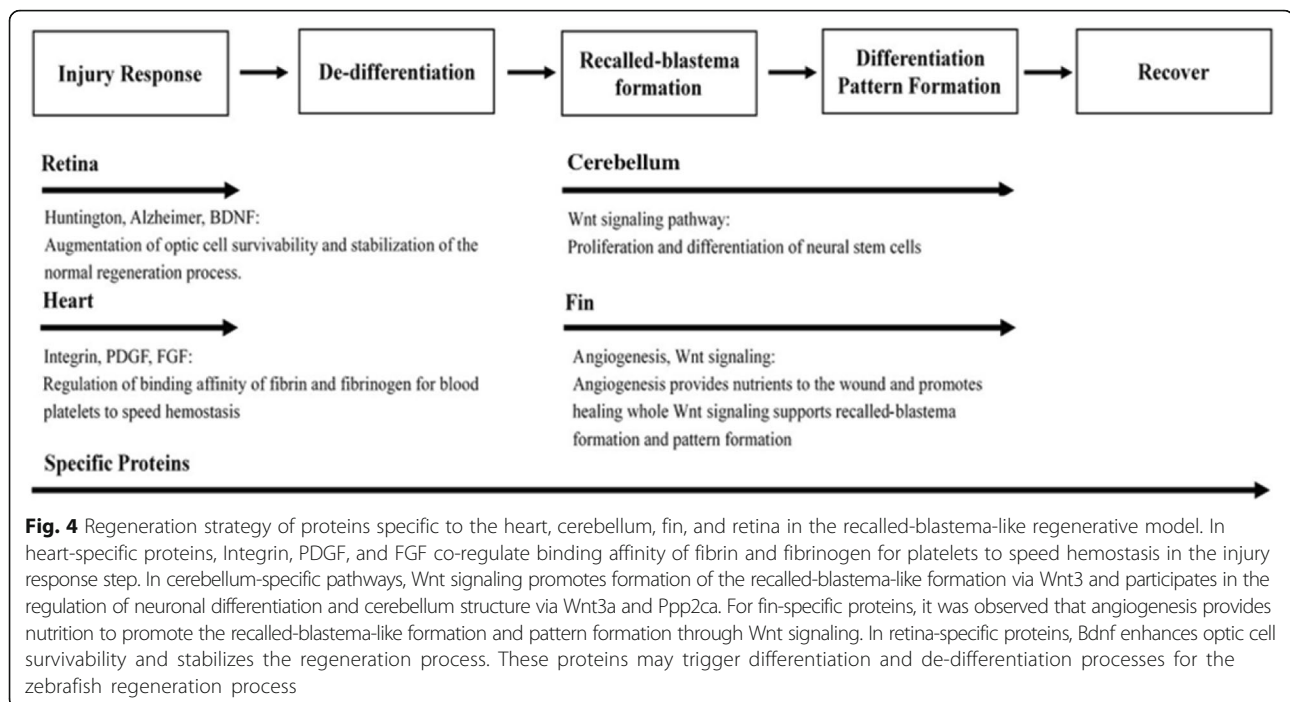 Injury Response
De-differentiation
Recalled-blastema
formation
Differentiation
Pattern Formation
Recover
Retina
Huntington, Alzheimer, BDNF:
Augmentation of optic cell survivability and stabilization of the
normal regeneration process.
Heart
Integrin, PDGF, FGF:
Regulation of binding affinity of fibrin and fibrinogen for blood
platelets to speed hemostasis
Cerebellum
Wnt signaling pathway:
Proliferation and differentiation of neural stem cells
Fin
Angiogenesis, Wnt signaling:
Angiogenesis provides nutrients to the wound and promotes
healing whole Wnt signaling supports recalled-blastema
formation and pattern formation
Specific Proteins
Fig. 4 Regeneration strategy of proteins specific to the heart, cerebellum, fin, and retina in the recalled-blastema-like regenerative model. In
heart-specific proteins, Integrin, PDGF, and FGF co-regulate binding affinity of fibrin and fibrinogen for platelets to speed hemostasis in the injury
response step. In cerebellum-specific pathways, Wnt signaling promotes formation of the recalled-blastema-like formation via Wnt3 and participates in the
regulation of neuronal differentiation and cerebellum structure via Wnt3a and Ppp2ca. For fin-specific proteins, it was observed that angiogenesis provides
nutrition to promote the recalled-blastema-like formation and pattern formation through Wnt signaling. In retina-specific proteins, Bdnf enhances optic cell
survivability and stabilizes the regeneration process. These proteins may trigger differentiation and de-differentiation processes for the
zebrafish regeneration process